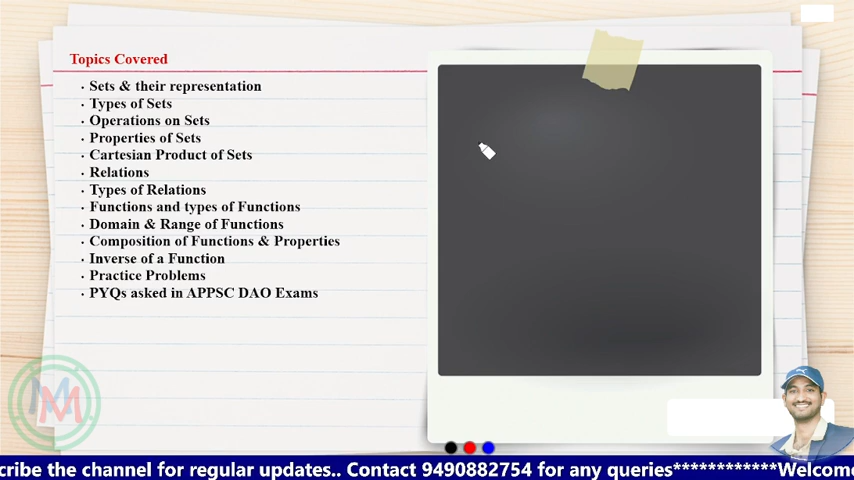 Topics Covered
• Sets & their representation
• Types of Sets
• Operations on Sets
• Properties of Sets
• Cartesian Product of Sets
• Relations
• Types of Relations
• Functions and types of Functions
• Domain & Range of Functions
• Composition of Functions & Properties
• Inverse of a Function
• Practice Problems
• PYQs asked in APPSC DAO Exams
MM
cribe the channel for regular updates.. Contact 9490882754 for any queries************Welcome